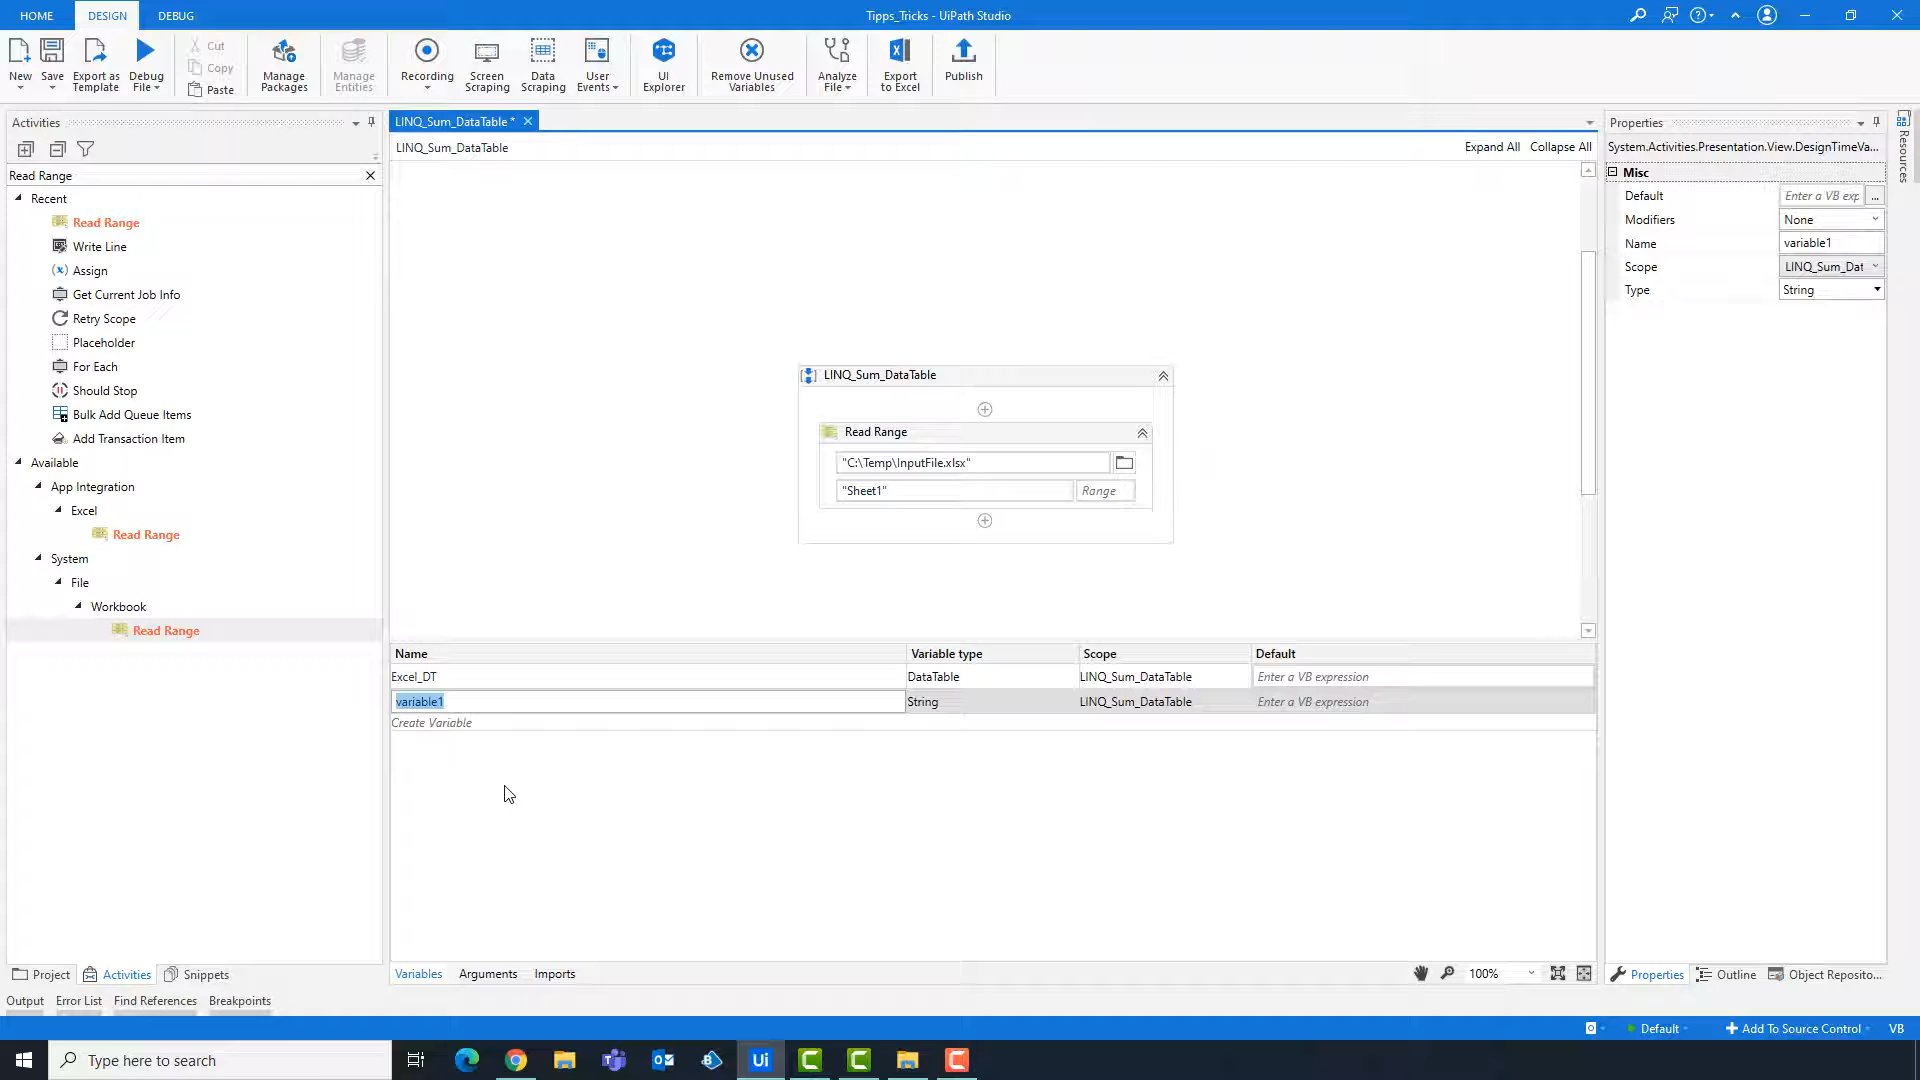 HOME
DESIGN
DEBUG
Tipps_Tricks - UiPath Studio
New
Save
Export as Template
Debug File
Cut
Copy
Paste
Manage Packages
Manage Entities
Recording
Screen Scraping
Data Scraping
User Events
UI Explorer
Remove Unused Variables
Analyze File
Export to Excel
Publish
Activities
Read Range
Recent
Read Range
Write Line
Assign
Get Current Job Info
Retry Scope
Placeholder
For Each
Should Stop
Bulk Add Queue Items
Add Transaction Item
Available
App Integration
Excel
Read Range
System
File
Workbook
Read Range
Project
Activities
Snippets
LINQ_Sum_DataTable *
LINQ_Sum_DataTable
Expand All
Collapse All
LINQ_Sum_DataTable
Read Range
"C:\Temp\InputFile.xlsx"
"Sheet1"
Range
Name
Variable type
Scope
Default
Excel_DT
DataTable
LINQ_Sum_DataTable
Enter a VB expression
variable1
String
LINQ_Sum_DataTable
Enter a VB expression
Create Variable
Variables
Arguments
Imports
100%
Properties
System.Activities.Presentation.View.DesignTimeVa...
Misc
Default
Enter a VB exp
...
Modifiers
None
Name
variable1
Scope
LINQ_Sum_Dat
Type
String
Resources
Properties
Outline
Object Reposito...
Output
Error List
Find References
Breakpoints
Default
Add To Source Control
VB
Type here to search
Ui